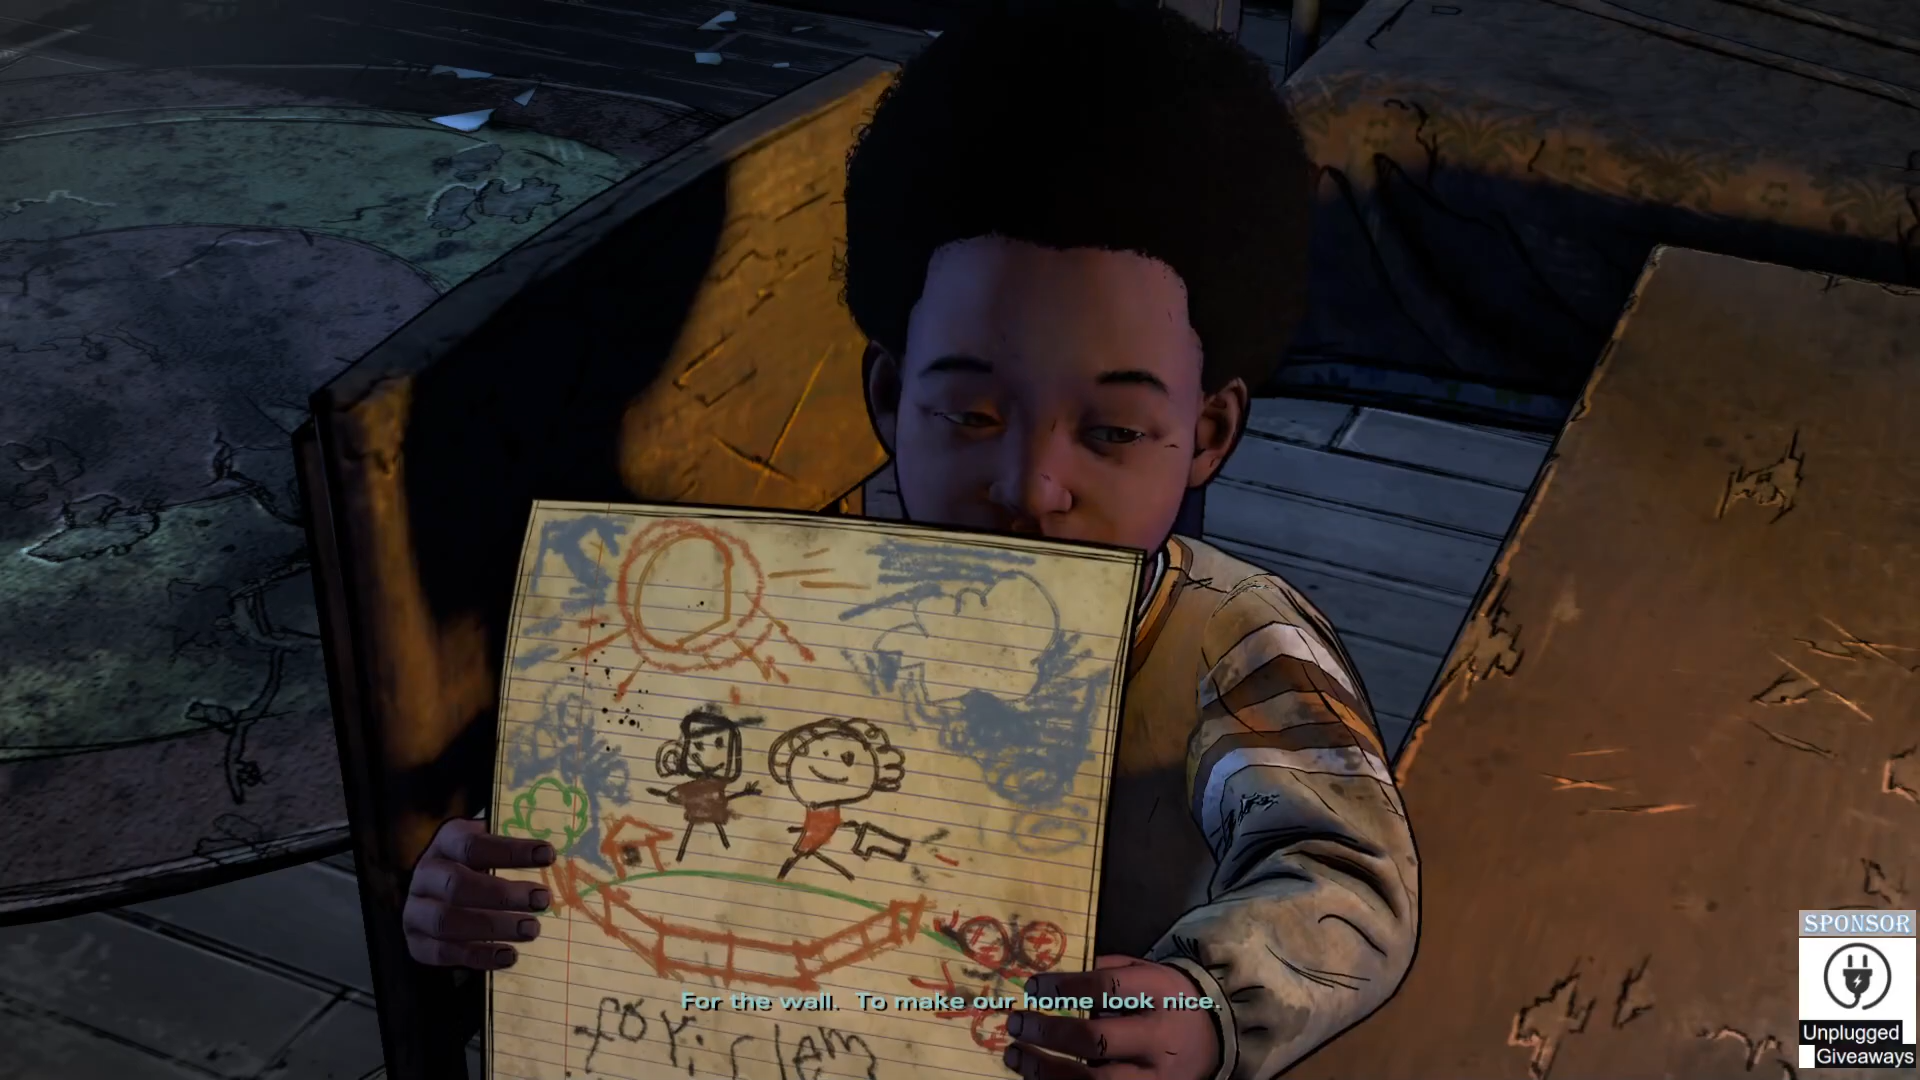 For the wall. To make our home look nice.
for: clem
SPONSOR
Unplugged
Giveaways